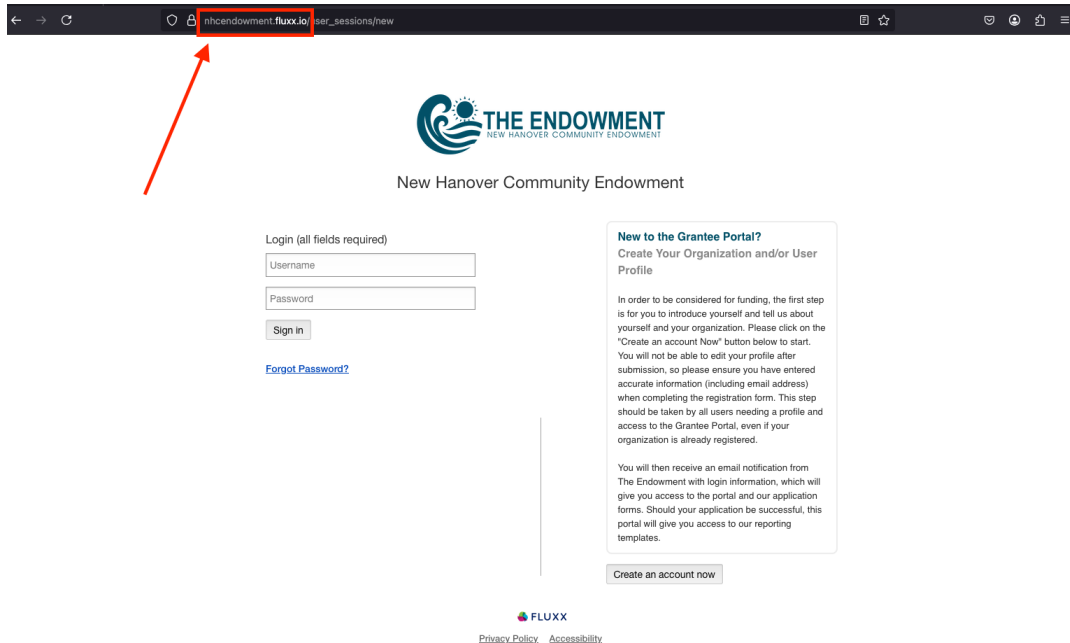 nhcendowment.fluxx.io/user_sessions/new
THE ENDOWMENT
NEW HANOVER COMMUNITY ENDOWMENT
New Hanover Community Endowment
Login (all fields required)
Username
Password
Sign in
Forgot Password?
New to the Grantee Portal?
Create Your Organization and/or User
Profile
In order to be considered for funding, the first step
is for you to introduce yourself and tell us about
yourself and your organization. Please click on the
"Create an account Now" button below to start.
You will not be able to edit your profile after
submission, so please ensure you have entered
accurate information (including email address)
when completing the registration form. This step
should be taken by all users needing a profile and
access to the Grantee Portal, even if your
organization is already registered.
You will then receive an email notification from
The Endowment with login information, which will
give you access to the portal and our application
forms. Should your application be successful, this
portal will give you access to our reporting
templates.
Create an account now
FLUXX
Privacy Policy Accessibility